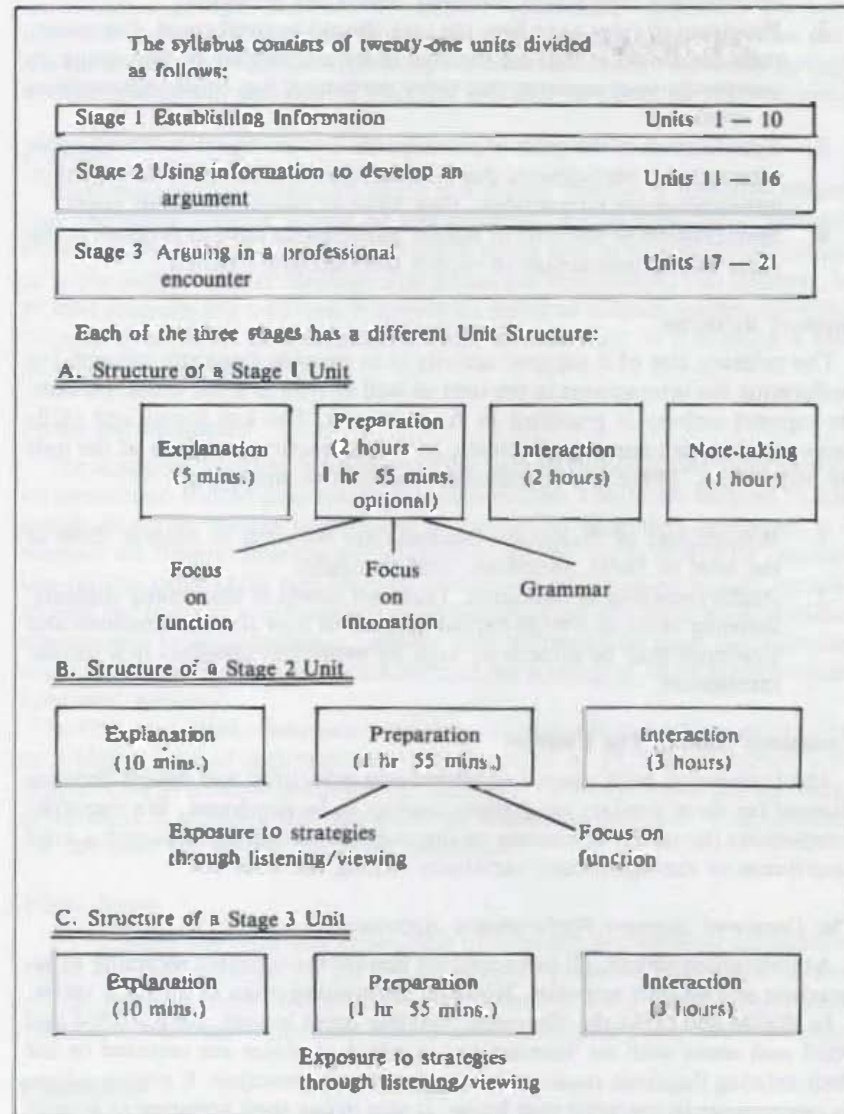 The syllabus consists of twenty-one units divided
as follows:
Stage 1 Establishing Information Units 1 — 10
Stage 2 Using information to develop an
argument Units 11 — 16
Stage 3 Arguing in a professional
encounter Units 17 — 21
Each of the three stages has a different Unit Structure:
A. Structure of a Stage 1 Unit
Explanation
(5 mins.)
Preparation
(2 hours –
1 hr 55 mins.
optional)
Interaction
(2 hours)
Note-taking
(1 hour)
Focus
on
function
Focus
on
intonation
Grammar
B. Structure of a Stage 2 Unit
Explanation
(10 mins.)
Preparation
(1 hr 55 mins.)
Interaction
(3 hours)
Exposure to strategies
through listening/viewing
Focus on
function
C. Structure of a Stage 3 Unit
Explanation
(10 mins.)
Preparation
(1 hr 55 mins.)
Interaction
(3 hours)
Exposure to strategies
through listening/viewing